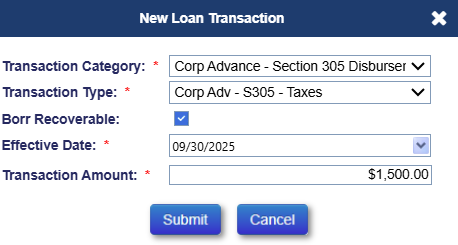 New Loan Transaction
Transaction Category: * Corp Advance - Section 305 Disburser
Transaction Type: * Corp Adv - S305 - Taxes
Borr Recoverable:
Effective Date: * 09/30/2025
Transaction Amount: * $1,500.00
Submit Cancel